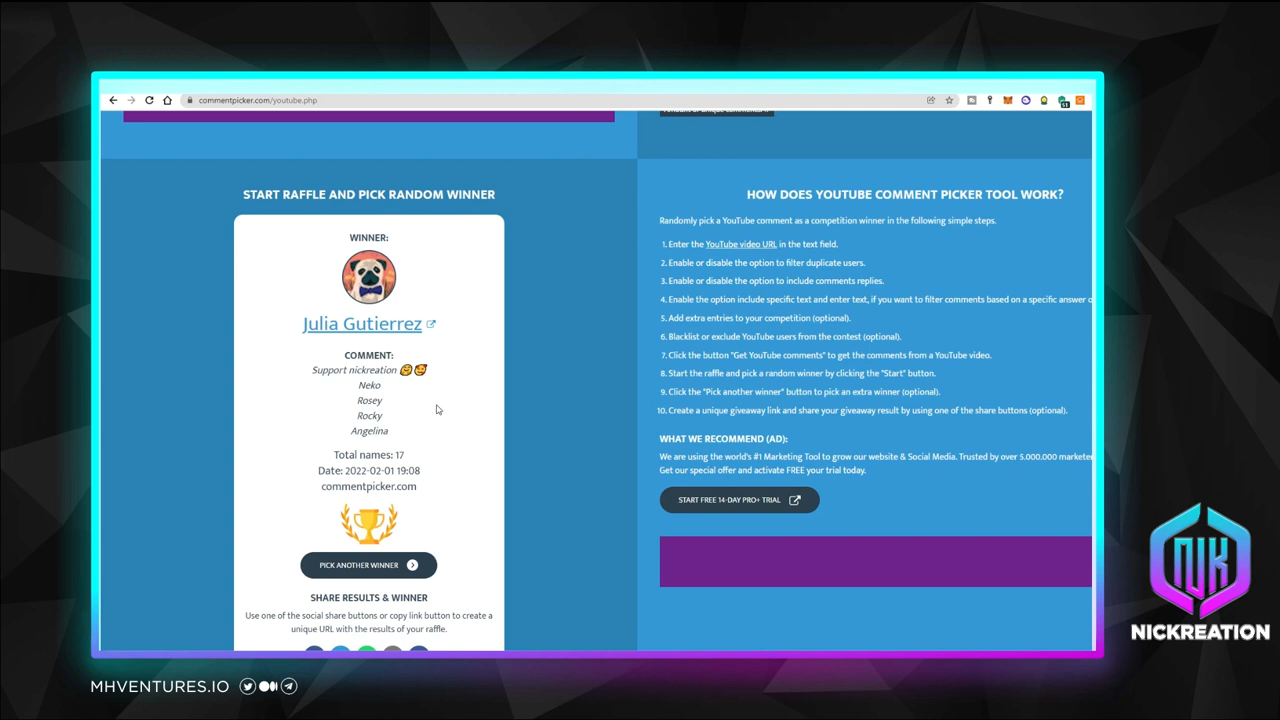 commentpicker.com/youtube.php
START RAFFLE AND PICK RANDOM WINNER
WINNER:
Julia Gutierrez
COMMENT:
Support nickreation
Neko
Rosey
Rocky
Angelina
Total names: 17
Date: 2022-02-01 19:08
commentpicker.com
PICK ANOTHER WINNER
SHARE RESULTS & WINNER
Use one of the social share buttons or copy link button to create a
unique URL with the results of your raffle.
HOW DOES YOUTUBE COMMENT PICKER TOOL WORK?
Randomly pick a YouTube comment as a competition winner in the following simple steps.
1. Enter the YouTube video URL in the text field.
2. Enable or disable the option to filter duplicate users.
3. Enable or disable the option to include comments replies.
4. Enable the option include specific text and enter text, if you want to filter comments based on a specific answer o
5. Add extra entries to your competition (optional).
6. Blacklist or exclude YouTube users from the contest (optional).
7. Click the button "Get YouTube comments" to get the comments from a YouTube video.
8. Start the raffle and pick a random winner by clicking the "Start" button.
9. Click the "Pick another winner" button to pick an extra winner (optional).
10. Create a unique giveaway link and share your giveaway result by using one of the share buttons (optional).
WHAT WE RECOMMEND (AD):
We are using the world's #1 Marketing Tool to grow our website & Social Media. Trusted by over 5.000.000 marketer
Get our special offer and activate FREE your trial today.
START FREE 14-DAY PRO+ TRIAL
NK
NICKREATION
MHVENTURES.IO